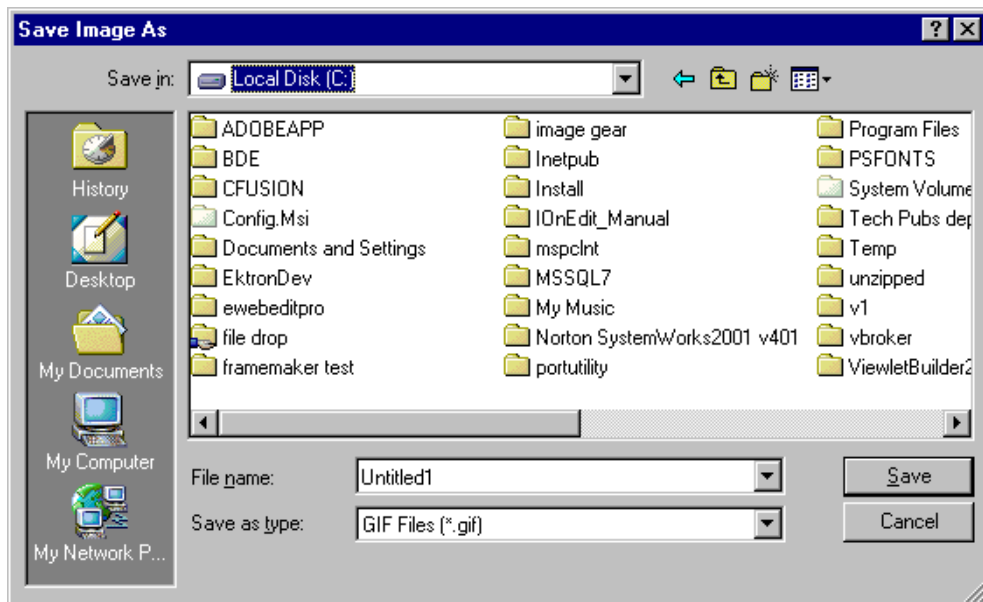 Save Image As
Save in:
Local Disk (C:)
History
Desktop
My Documents
My Computer
My Network P...
ADOBEAPP
BDE
CFUSION
Config.Msi
Documents and Settings
EktronDev
ewebeditpro
file drop
framemaker test
image gear
Inetpub
Install
IOnEdit_Manual
mspclnt
MSSQL7
My Music
Norton SystemWorks2001 v401
portutility
Program Files
PSFONTS
System Volume
Tech Pubs dep
Temp
unzipped
v1
vbroker
ViewletBuilder2
File name:
Untitled1
Save
Save as type:
GIF Files (*.gif)
Cancel